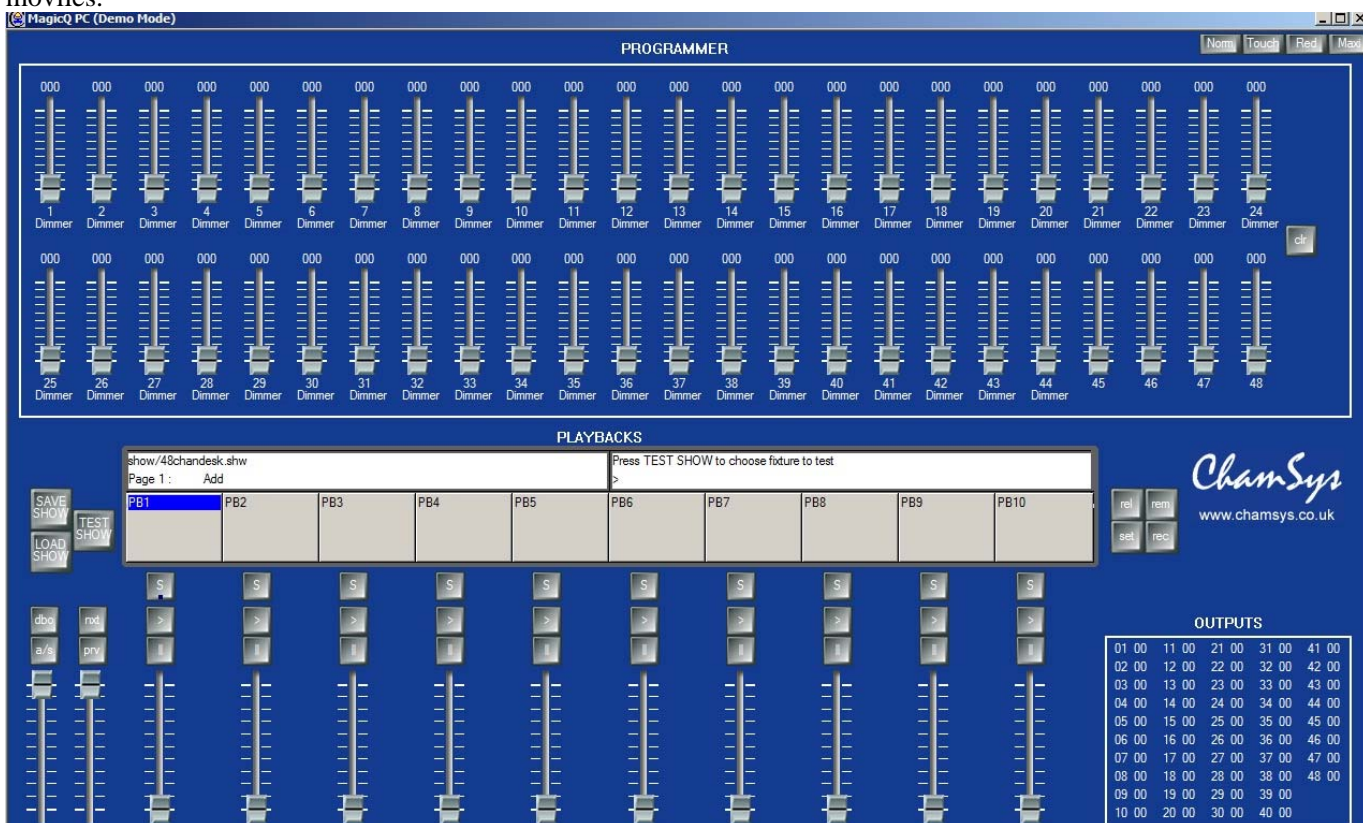 MagicQ PC (Demo Mode)
PROGRAMMER
Norm Touch Red Maxi
000 000 000 000 000 000 000 000 000 000 000 000 000 000 000 000 000 000 000 000 000 000 000 000
1 2 3 4 5 6 7 8 9 10 11 12 13 14 15 16 17 18 19 20 21 22 23 24
Dimmer Dimmer Dimmer Dimmer Dimmer Dimmer Dimmer Dimmer Dimmer Dimmer Dimmer Dimmer Dimmer Dimmer Dimmer Dimmer Dimmer Dimmer Dimmer Dimmer Dimmer Dimmer Dimmer Dimmer
clr
000 000 000 000 000 000 000 000 000 000 000 000 000 000 000 000 000 000 000 000 000 000 000 000
25 26 27 28 29 30 31 32 33 34 35 36 37 38 39 40 41 42 43 44 45 46 47 48
Dimmer Dimmer Dimmer Dimmer Dimmer Dimmer Dimmer Dimmer Dimmer Dimmer Dimmer Dimmer Dimmer Dimmer Dimmer Dimmer Dimmer Dimmer Dimmer Dimmer
PLAYBACKS
show/48chandesk.shw
Page 1 : Add
Press TEST SHOW to choose fixture to test
>
SAVE SHOW
TEST SHOW
LOAD SHOW
PB1 PB2 PB3 PB4 PB5 PB6 PB7 PB8 PB9 PB10
rel rem
set rec
ChamSys
www.chamsys.co.uk
S S S S S S S S S S
dbo nxt > > > > > > > > > >
a/s prv || || || || || || || || || ||
OUTPUTS
01 00 11 00 21 00 31 00 41 00
02 00 12 00 22 00 32 00 42 00
03 00 13 00 23 00 33 00 43 00
04 00 14 00 24 00 34 00 44 00
05 00 15 00 25 00 35 00 45 00
06 00 16 00 26 00 36 00 46 00
07 00 17 00 27 00 37 00 47 00
08 00 18 00 28 00 38 00 48 00
09 00 19 00 29 00 39 00
10 00 20 00 30 00 40 00